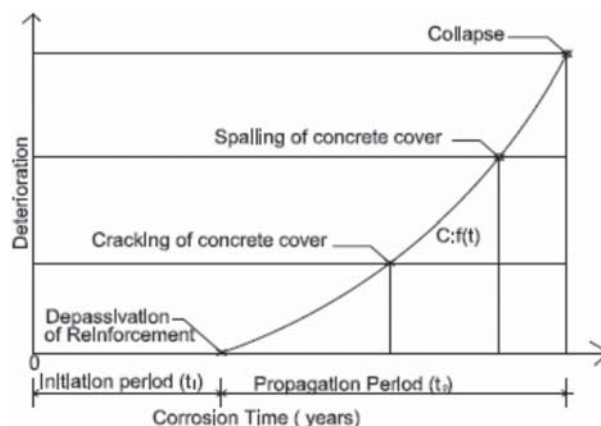 Collapse
Spalling of concrete cover
Deterioration
C:f(t)
Cracking of concrete cover
Depassivation
of Reinforcement
0
Initiation period (tI)
Propagation Period (tp)
Corrosion Time ( years)